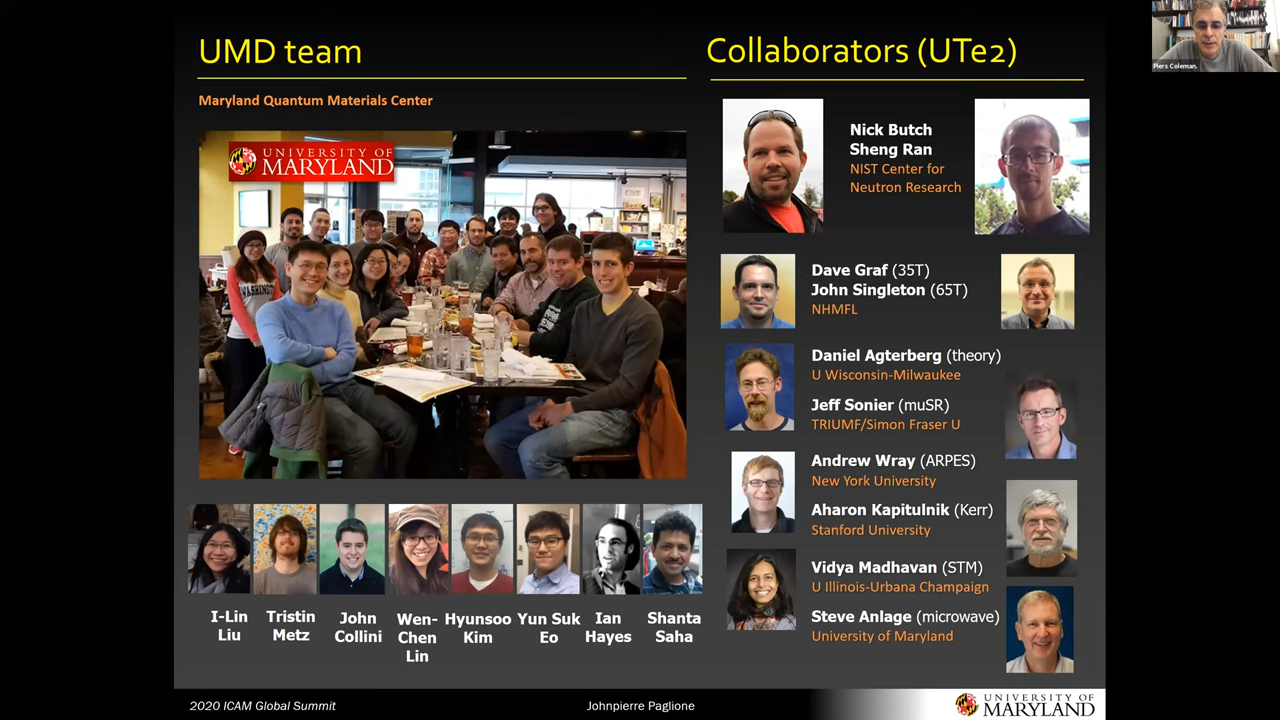 UMD team
Maryland Quantum Materials Center
UNIVERSITY OF
MARYLAND
WASHINGTON
I-Lin
Liu
Tristin
Metz
John
Collini
Wen-
Chen
Lin
Hyunsoo
Kim
Yun Suk
Eo
Ian
Hayes
Shanta
Saha
Collaborators (UTe2)
Nick Butch
Sheng Ran
NIST Center for
Neutron Research
Dave Graf (35T)
John Singleton (65T)
NHMFL
Daniel Agterberg (theory)
U Wisconsin-Milwaukee
Jeff Sonier (muSR)
TRIUMF/Simon Fraser U
Andrew Wray (ARPES)
New York University
Aharon Kapitulnik (Kerr)
Stanford University
Vidya Madhavan (STM)
U Illinois-Urbana Champaign
Steve Anlage (microwave)
University of Maryland
Piers Coleman.
2020 ICAM Global Summit
Johnpierre Paglione
UNIVERSITY OF
MARYLAND